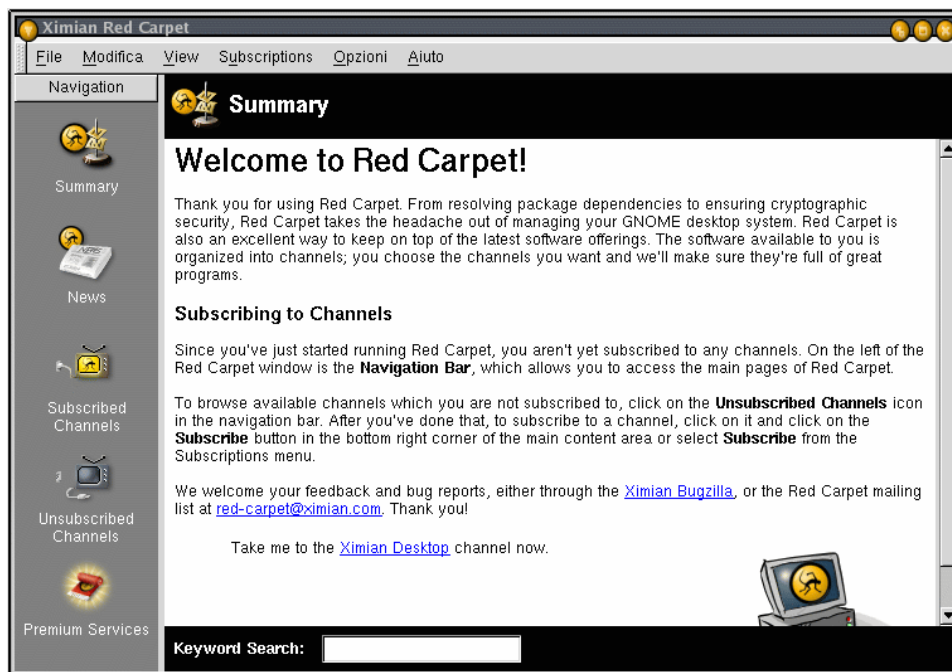 Ximian Red Carpet
File Modifica View Subscriptions Opzioni Aiuto
Navigation
Summary
News
Subscribed
Channels
Unsubscribed
Channels
Premium Services
Summary
Welcome to Red Carpet!
Thank you for using Red Carpet. From resolving package dependencies to ensuring cryptographic
security, Red Carpet takes the headache out of managing your GNOME desktop system. Red Carpet is
also an excellent way to keep on top of the latest software offerings. The software available to you is
organized into channels; you choose the channels you want and we'll make sure they're full of great
programs.
Subscribing to Channels
Since you've just started running Red Carpet, you aren't yet subscribed to any channels. On the left of the
Red Carpet window is the Navigation Bar, which allows you to access the main pages of Red Carpet.
To browse available channels which you are not subscribed to, click on the Unsubscribed Channels icon
in the navigation bar. After you've done that, to subscribe to a channel, click on it and click on the
Subscribe button in the bottom right corner of the main content area or select Subscribe from the
Subscriptions menu.
We welcome your feedback and bug reports, either through the Ximian Bugzilla, or the Red Carpet mailing
list at red-carpet@ximian.com. Thank you!
Take me to the Ximian Desktop channel now.
Keyword Search: